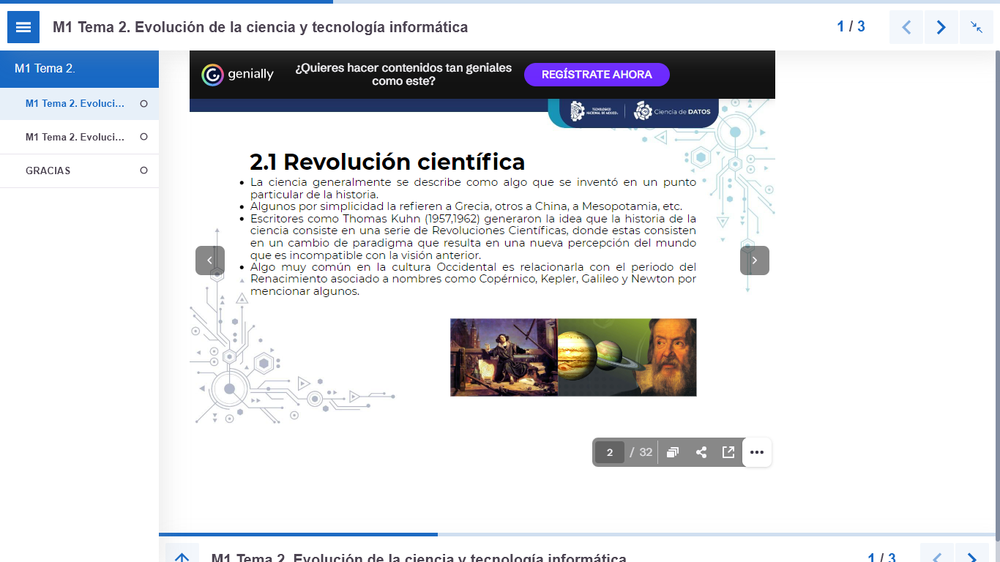 M1 Tema 2. Evolución de la ciencia y tecnología informática
1 / 3
M1 Tema 2.
M1 Tema 2. Evoluci...
M1 Tema 2. Evoluci...
GRACIAS
genially
¿Quieres hacer contenidos tan geniales
como este?
REGÍSTRATE AHORA
TECNOLÓGICO
NACIONAL DE MÉXICO
Ciencia de DATOS
2.1 Revolución científica
• La ciencia generalmente se describe como algo que se inventó en un punto
particular de la historia.
• Algunos por simplicidad la refieren a Grecia, otros a China, a Mesopotamia, etc.
• Escritores como Thomas Kuhn (1957,1962) generaron la idea que la historia de la
ciencia consiste en una serie de Revoluciones Científicas, donde estas consisten
en un cambio de paradigma que resulta en una nueva percepción del mundo
que es incompatible con la visión anterior.
• Algo muy común en la cultura Occidental es relacionarla con el periodo del
Renacimiento asociado a nombres como Copérnico, Kepler, Galileo y Newton por
mencionar algunos.
2 / 32
M1 Tema 2. Evolución de la ciencia y tecnología informática
1 / 3